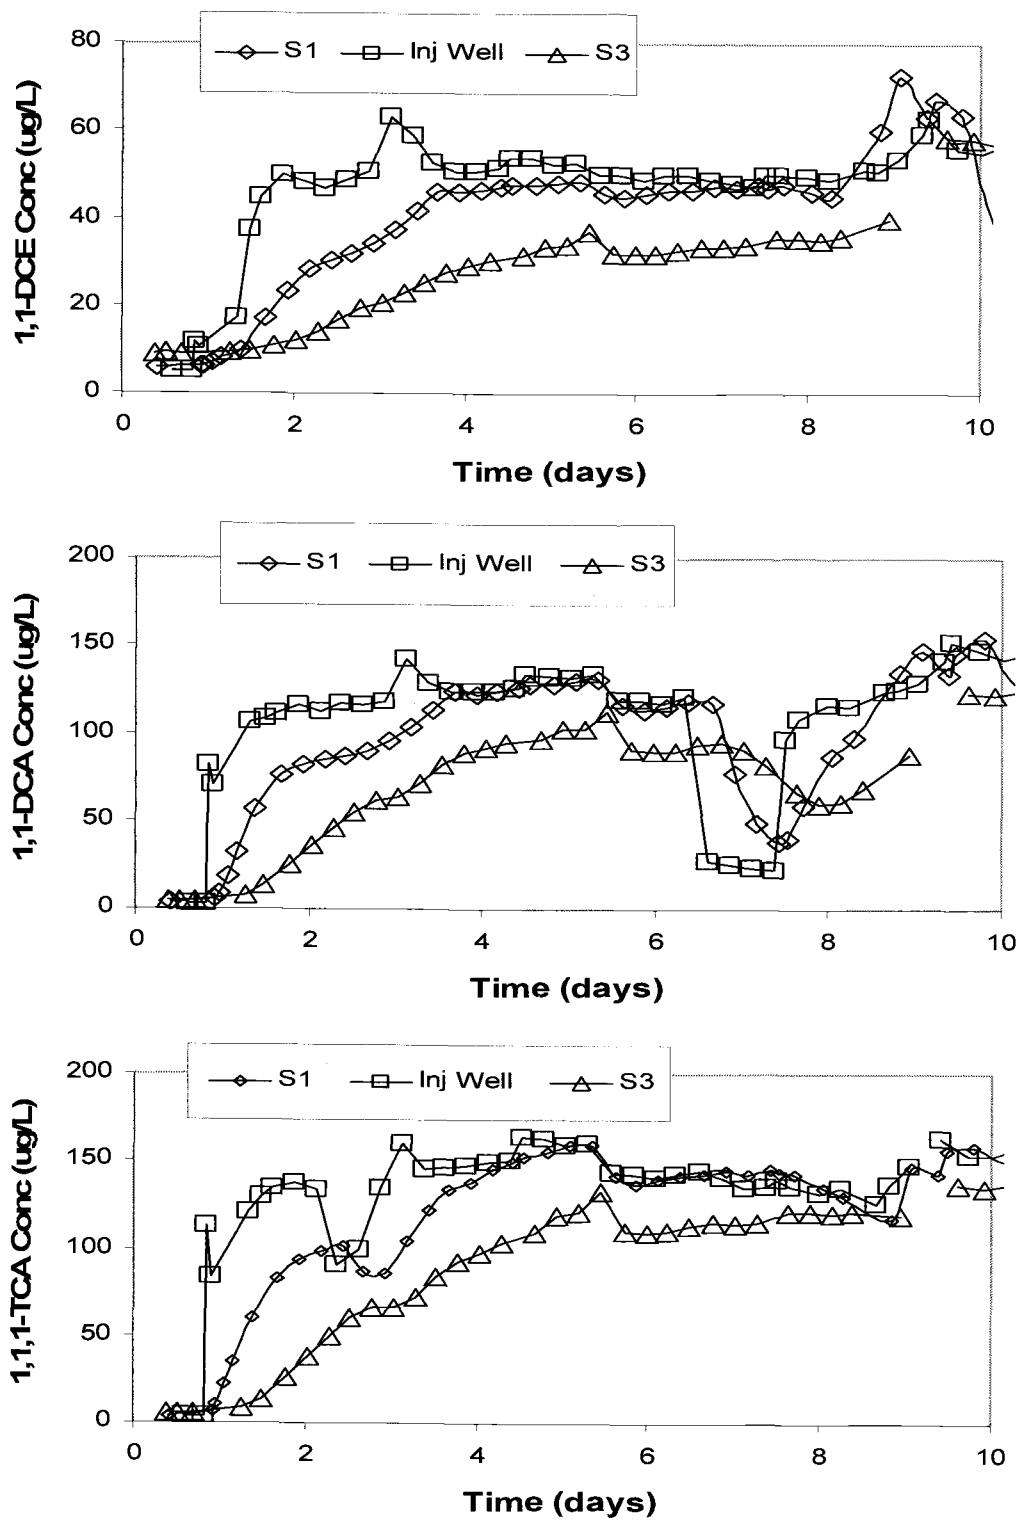 S1 Inj Well S3
80
60
40
20
0
1,1-DCE Conc (ug/L)
0 2 4 6 8 10
Time (days)
S1 Inj Well S3
200
150
100
50
0
1,1-DCA Conc (ug/L)
0 2 4 6 8 10
Time (days)
S1 Inj Well S3
200
150
100
50
0
1,1,1-TCA Conc (ug/L)
0 2 4 6 8 10
Time (days)